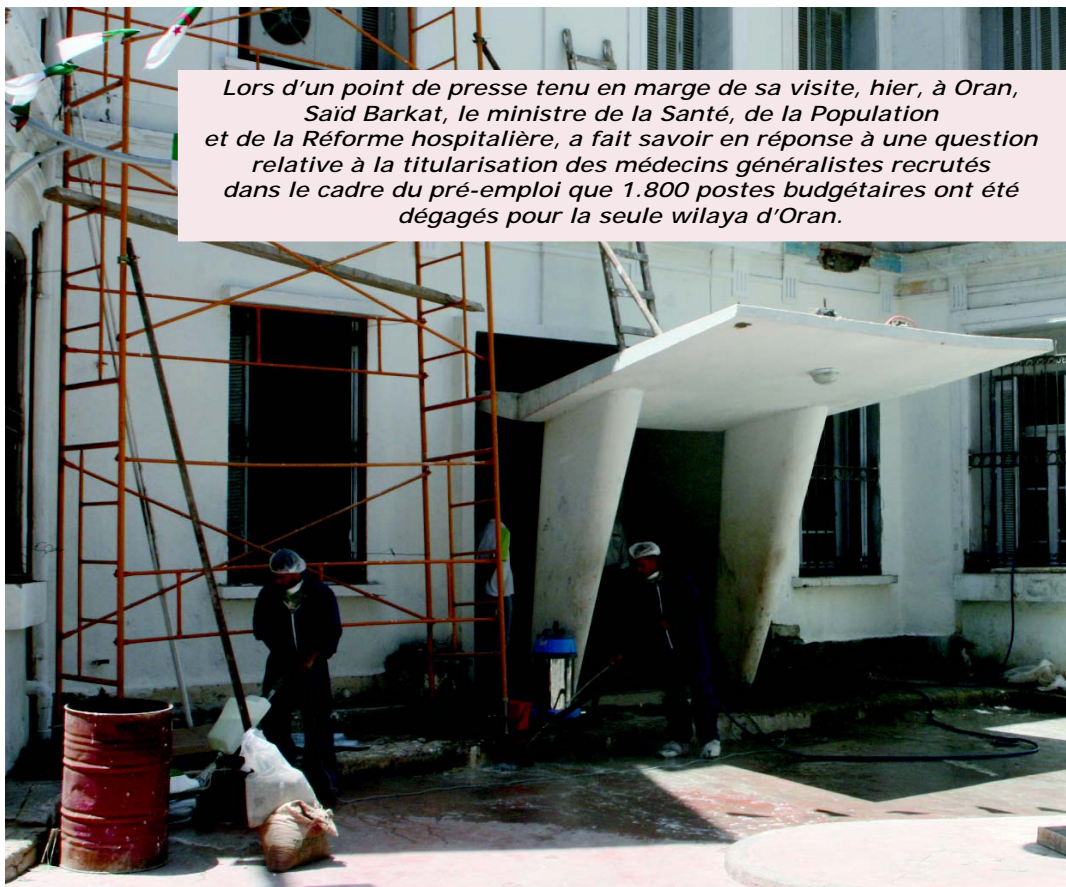 Lors d'un point de presse tenu en marge de sa visite, hier, à Oran,
Saïd Barkat, le ministre de la Santé, de la Population
et de la Réforme hospitalière, a fait savoir en réponse à une question
relative à la titularisation des médecins généralistes recrutés
dans le cadre du pré-emploi que 1.800 postes budgétaires ont été
dégagés pour la seule wilaya d'Oran.